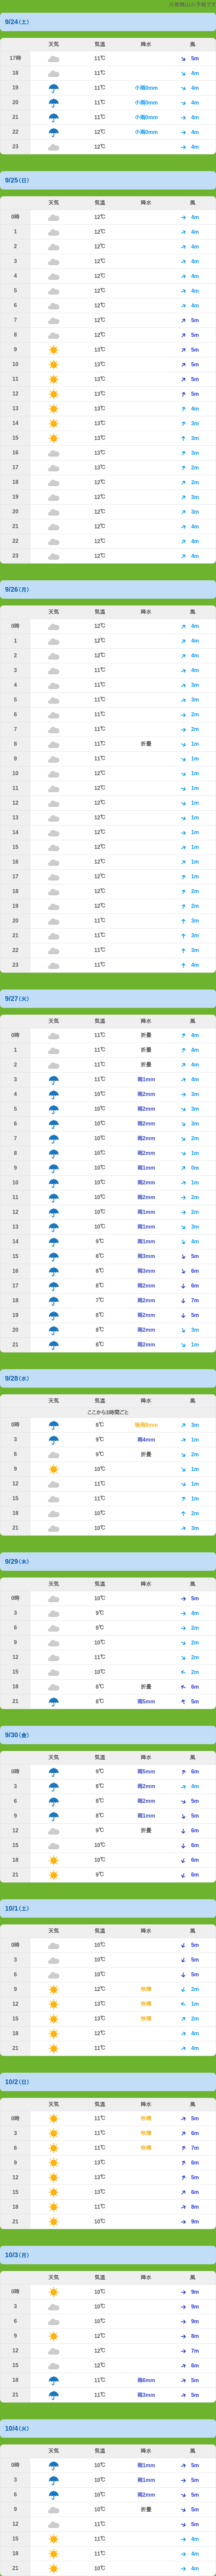 9/24(土)
天気 気温 降水 風
17時 11℃ 5m
18 11℃ 4m
19 11℃ 小雨0mm 4m
20 11℃ 小雨0mm 4m
21 11℃ 小雨0mm 4m
22 11℃ 小雨0mm 4m
23 12℃ 4m
9/25(日)
天気 気温 降水 風
0時 12℃ 4m
1 12℃ 4m
2 12℃ 4m
3 12℃ 4m
4 12℃ 4m
5 12℃ 4m
6 12℃ 4m
7 12℃ 5m
8 12℃ 5m
9 13℃ 5m
10 13℃ 5m
11 13℃ 5m
12 13℃ 5m
13 13℃ 4m
14 13℃ 3m
15 13℃ 3m
16 13℃ 3m
17 13℃ 2m
18 12℃ 2m
19 12℃ 3m
20 12℃ 3m
21 12℃ 4m
22 12℃ 4m
23 12℃ 4m
9/26(月)
天気 気温 降水 風
0時 12℃ 4m
1 12℃ 4m
2 12℃ 4m
3 11℃ 4m
4 11℃ 3m
5 11℃ 3m
6 11℃ 2m
7 11℃ 2m
8 11℃ 折畳 1m
9 11℃ 1m
10 12℃ 1m
11 12℃ 1m
12 12℃ 1m
13 12℃ 1m
14 12℃ 1m
15 12℃ 1m
16 12℃ 1m
17 12℃ 1m
18 12℃ 2m
19 12℃ 2m
20 11℃ 3m
21 11℃ 3m
22 11℃ 3m
23 11℃ 4m
9/27(火)
天気 気温 降水 風
0時 11℃ 折畳 4m
1 11℃ 折畳 4m
2 11℃ 折畳 4m
3 11℃ 雨1mm 4m
4 10℃ 雨2mm 3m
5 10℃ 雨2mm 3m
6 10℃ 雨2mm 3m
7 10℃ 雨2mm 2m
8 10℃ 雨2mm 1m
9 10℃ 雨1mm 0m
10 10℃ 雨2mm 1m
11 10℃ 雨2mm 2m
12 10℃ 雨1mm 2m
13 10℃ 雨1mm 3m
14 9℃ 雨1mm 4m
15 8℃ 雨3mm 5m
16 8℃ 雨3mm 6m
17 8℃ 雨2mm 6m
18 7℃ 雨2mm 7m
19 8℃ 雨2mm 5m
20 8℃ 雨2mm 3m
21 8℃ 雨2mm 1m
9/28(水)
天気 気温 降水 風
ここから3時間ごと
0時 8℃ 3m
3 9℃ 雨4mm 1m
6 9℃ 折畳 2m
9 10℃ 1m
12 11℃ 1m
15 11℃ 1m
18 10℃ 2m
21 10℃ 3m
9/29(木)
天気 気温 降水 風
0時 10℃ 5m
3 9℃ 4m
6 9℃ 2m
9 10℃ 2m
12 11℃ 2m
15 10℃ 2m
18 8℃ 折畳 6m
21 8℃ 雨5mm 5m
9/30(金)
天気 気温 降水 風
0時 9℃ 雨5mm 6m
3 8℃ 雨2mm 4m
6 8℃ 雨2mm 5m
9 8℃ 雨1mm 5m
12 9℃ 折畳 6m
15 10℃ 6m
18 10℃ 6m
21 9℃ 6m
10/1(土)
天気 気温 降水 風
0時 10℃ 5m
3 10℃ 5m
6 10℃ 5m
9 12℃ 快晴 2m
12 13℃ 快晴 1m
15 13℃ 快晴 2m
18 12℃ 4m
21 11℃ 4m
10/2(日)
天気 気温 降水 風
0時 11℃ 快晴 5m
3 11℃ 快晴 6m
6 11℃ 快晴 7m
9 13℃ 6m
12 13℃ 5m
15 13℃ 6m
18 11℃ 8m
21 10℃ 9m
10/3(月)
天気 気温 降水 風
0時 10℃ 9m
3 10℃ 9m
6 10℃ 9m
9 12℃ 8m
12 12℃ 7m
15 12℃ 6m
18 11℃ 雨6mm 5m
21 11℃ 雨3mm 5m
10/4(火)
天気 気温 降水 風
0時 10℃ 雨1mm 5m
3 10℃ 雨1mm 5m
6 10℃ 雨2mm 5m
9 10℃ 折畳 5m
12 11℃ 5m
15 11℃ 4m
18 11℃ 4m
21 10℃ 4m